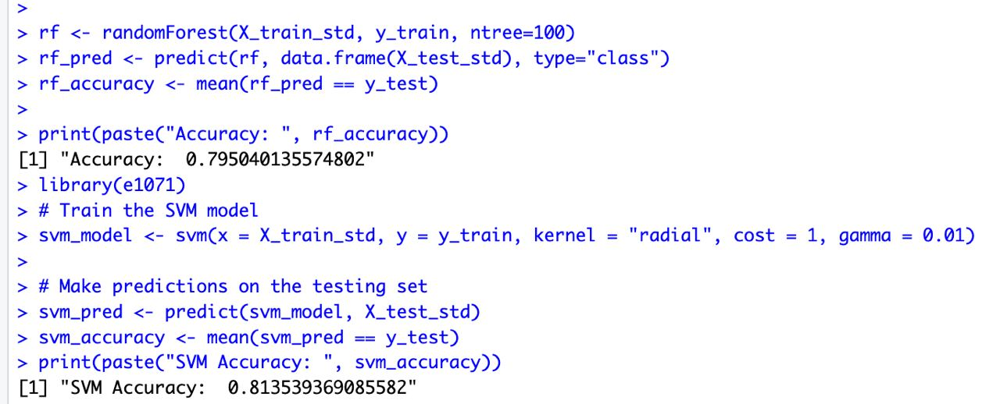 >
> rf <- randomForest(X_train_std, y_train, ntree=100)
> rf_pred <- predict(rf, data.frame(X_test_std), type="class")
> rf_accuracy <- mean(rf_pred == y_test)
>
> print(paste("Accuracy: ", rf_accuracy))
[1] "Accuracy:  0.795040135574802"
> library(e1071)
> # Train the SVM model
> svm_model <- svm(x = X_train_std, y = y_train, kernel = "radial", cost = 1, gamma = 0.01)
>
> # Make predictions on the testing set
> svm_pred <- predict(svm_model, X_test_std)
> svm_accuracy <- mean(svm_pred == y_test)
> print(paste("SVM Accuracy: ", svm_accuracy))
[1] "SVM Accuracy:  0.813539369085582"